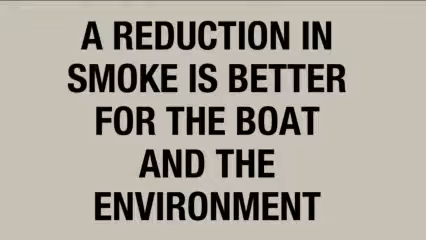 A REDUCTION IN
SMOKE IS BETTER
FOR THE BOAT
AND THE
ENVIRONMENT